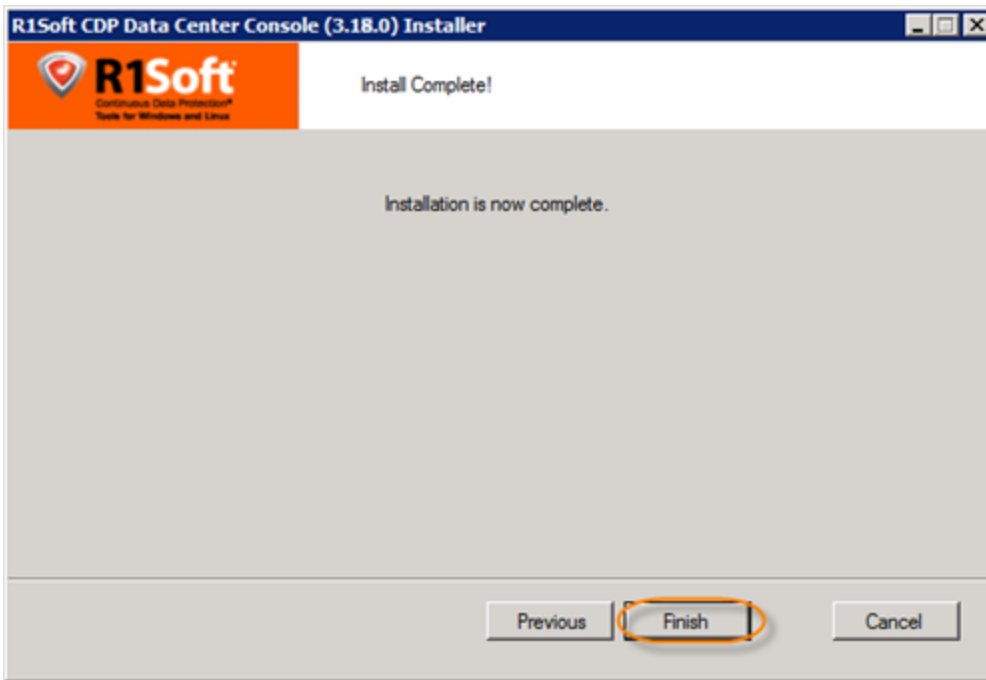 R1Soft CDP Data Center Console (3.18.0) Installer
R1Soft
Continuous Data Protection®
Tools for Windows and Linux
Install Complete!
Installation is now complete.
Previous
Finish
Cancel